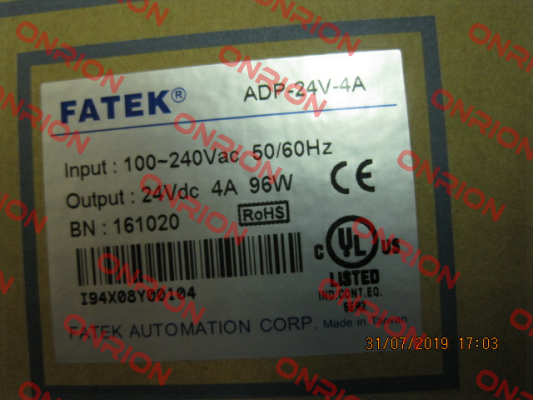 FATEK® ADP-24V-4A
Input : 100~240Vac 50/60Hz
Output : 24Vdc 4A 96W
BN : 161020
RoHS
CE
C UL US
LISTED
IND.CONT.EQ.
I94X08Y00104
FATEK AUTOMATION CORP. Made in Taiwan
31/07/2019 17:03
ONRION